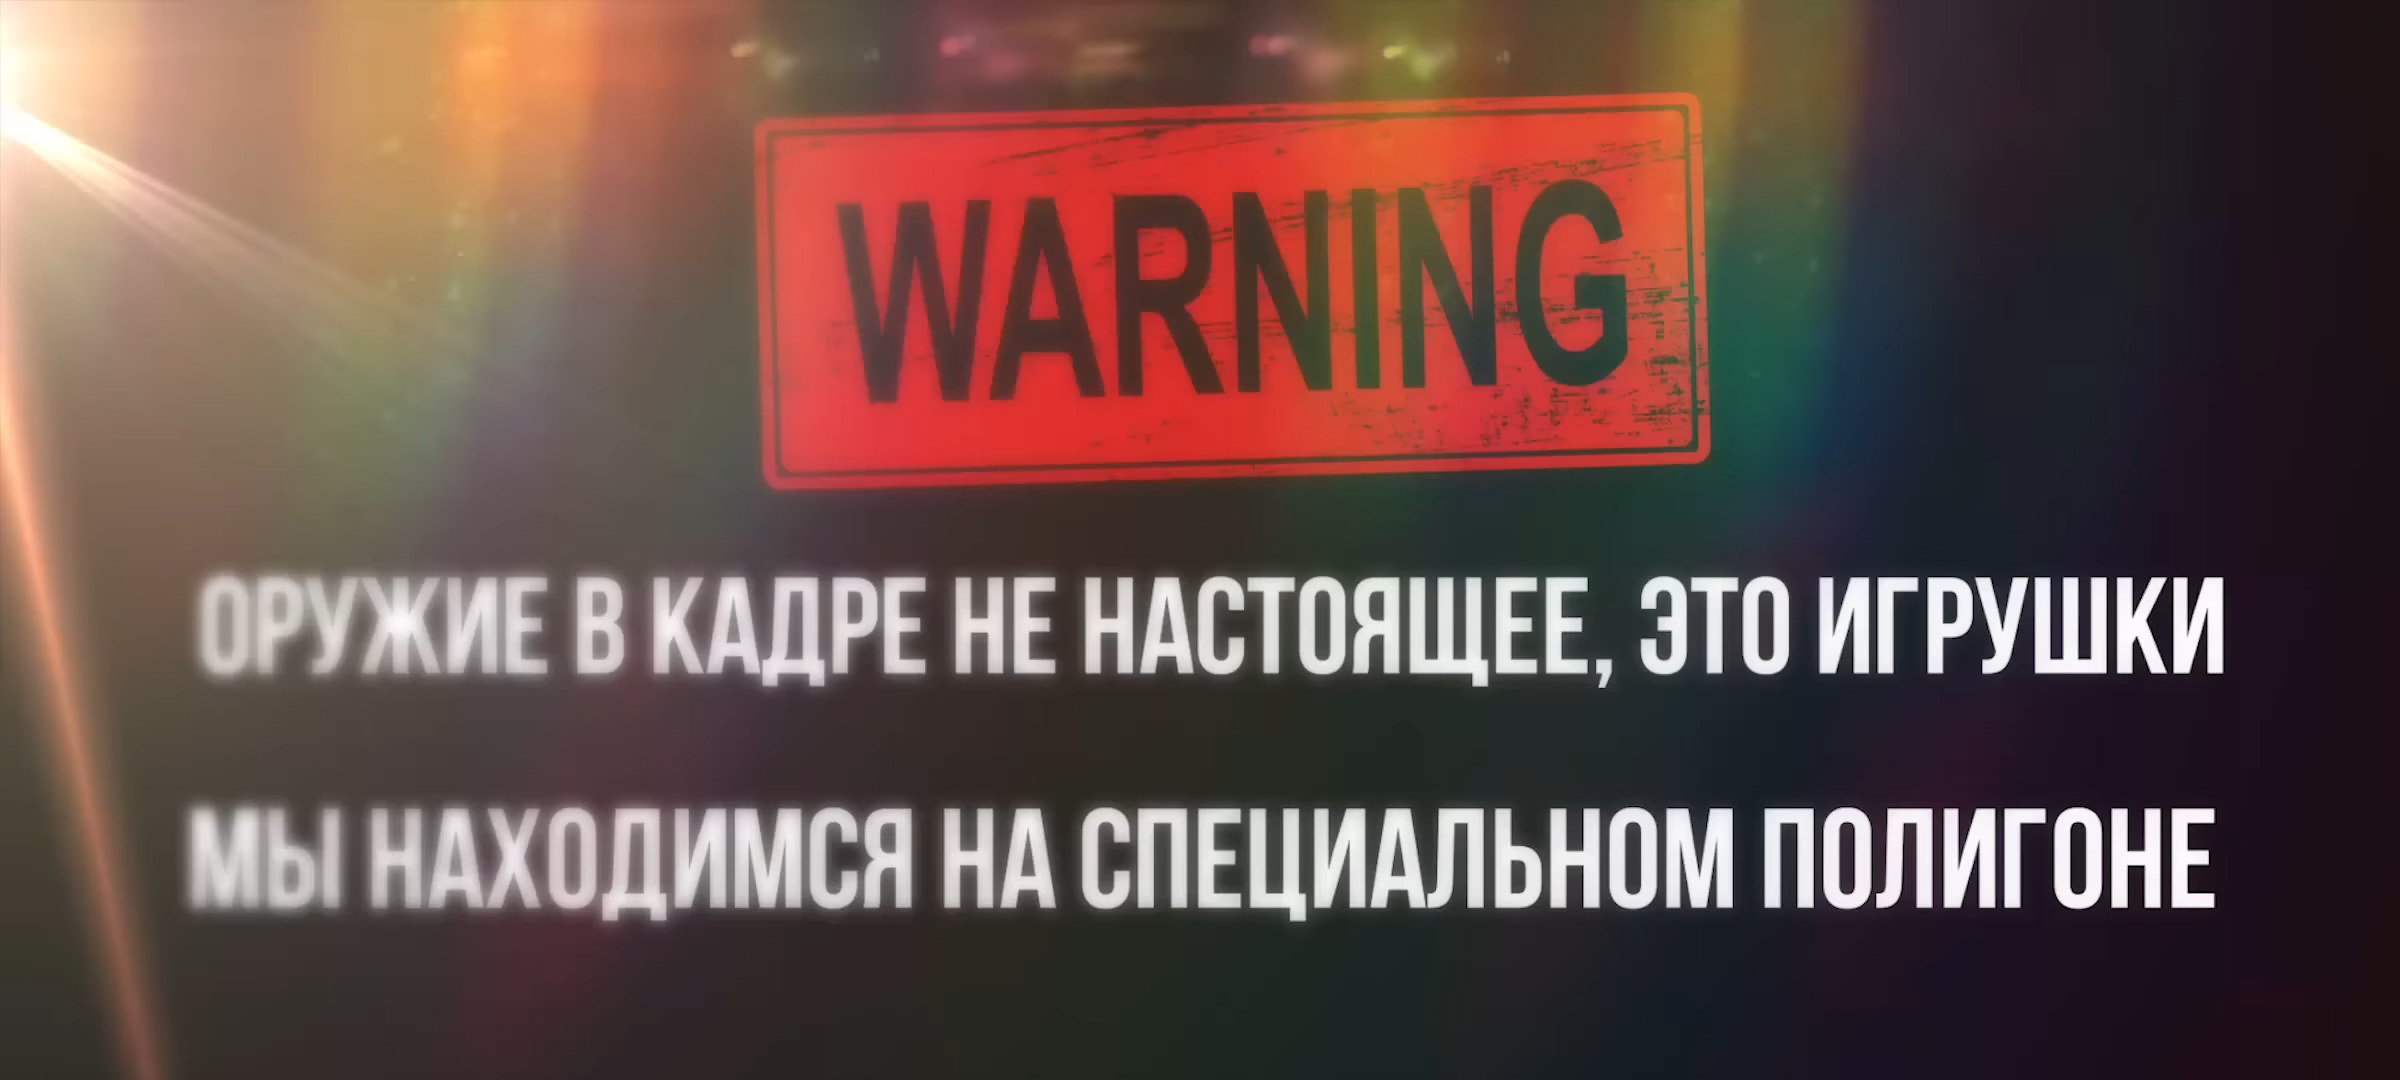 WARNING
ОРУЖИЕ В КАДРЕ НЕ НАСТОЯЩЕЕ, ЭТО ИГРУШКИ
МЫ НАХОДИМСЯ НА СПЕЦИАЛЬНОМ ПОЛИГОНЕ